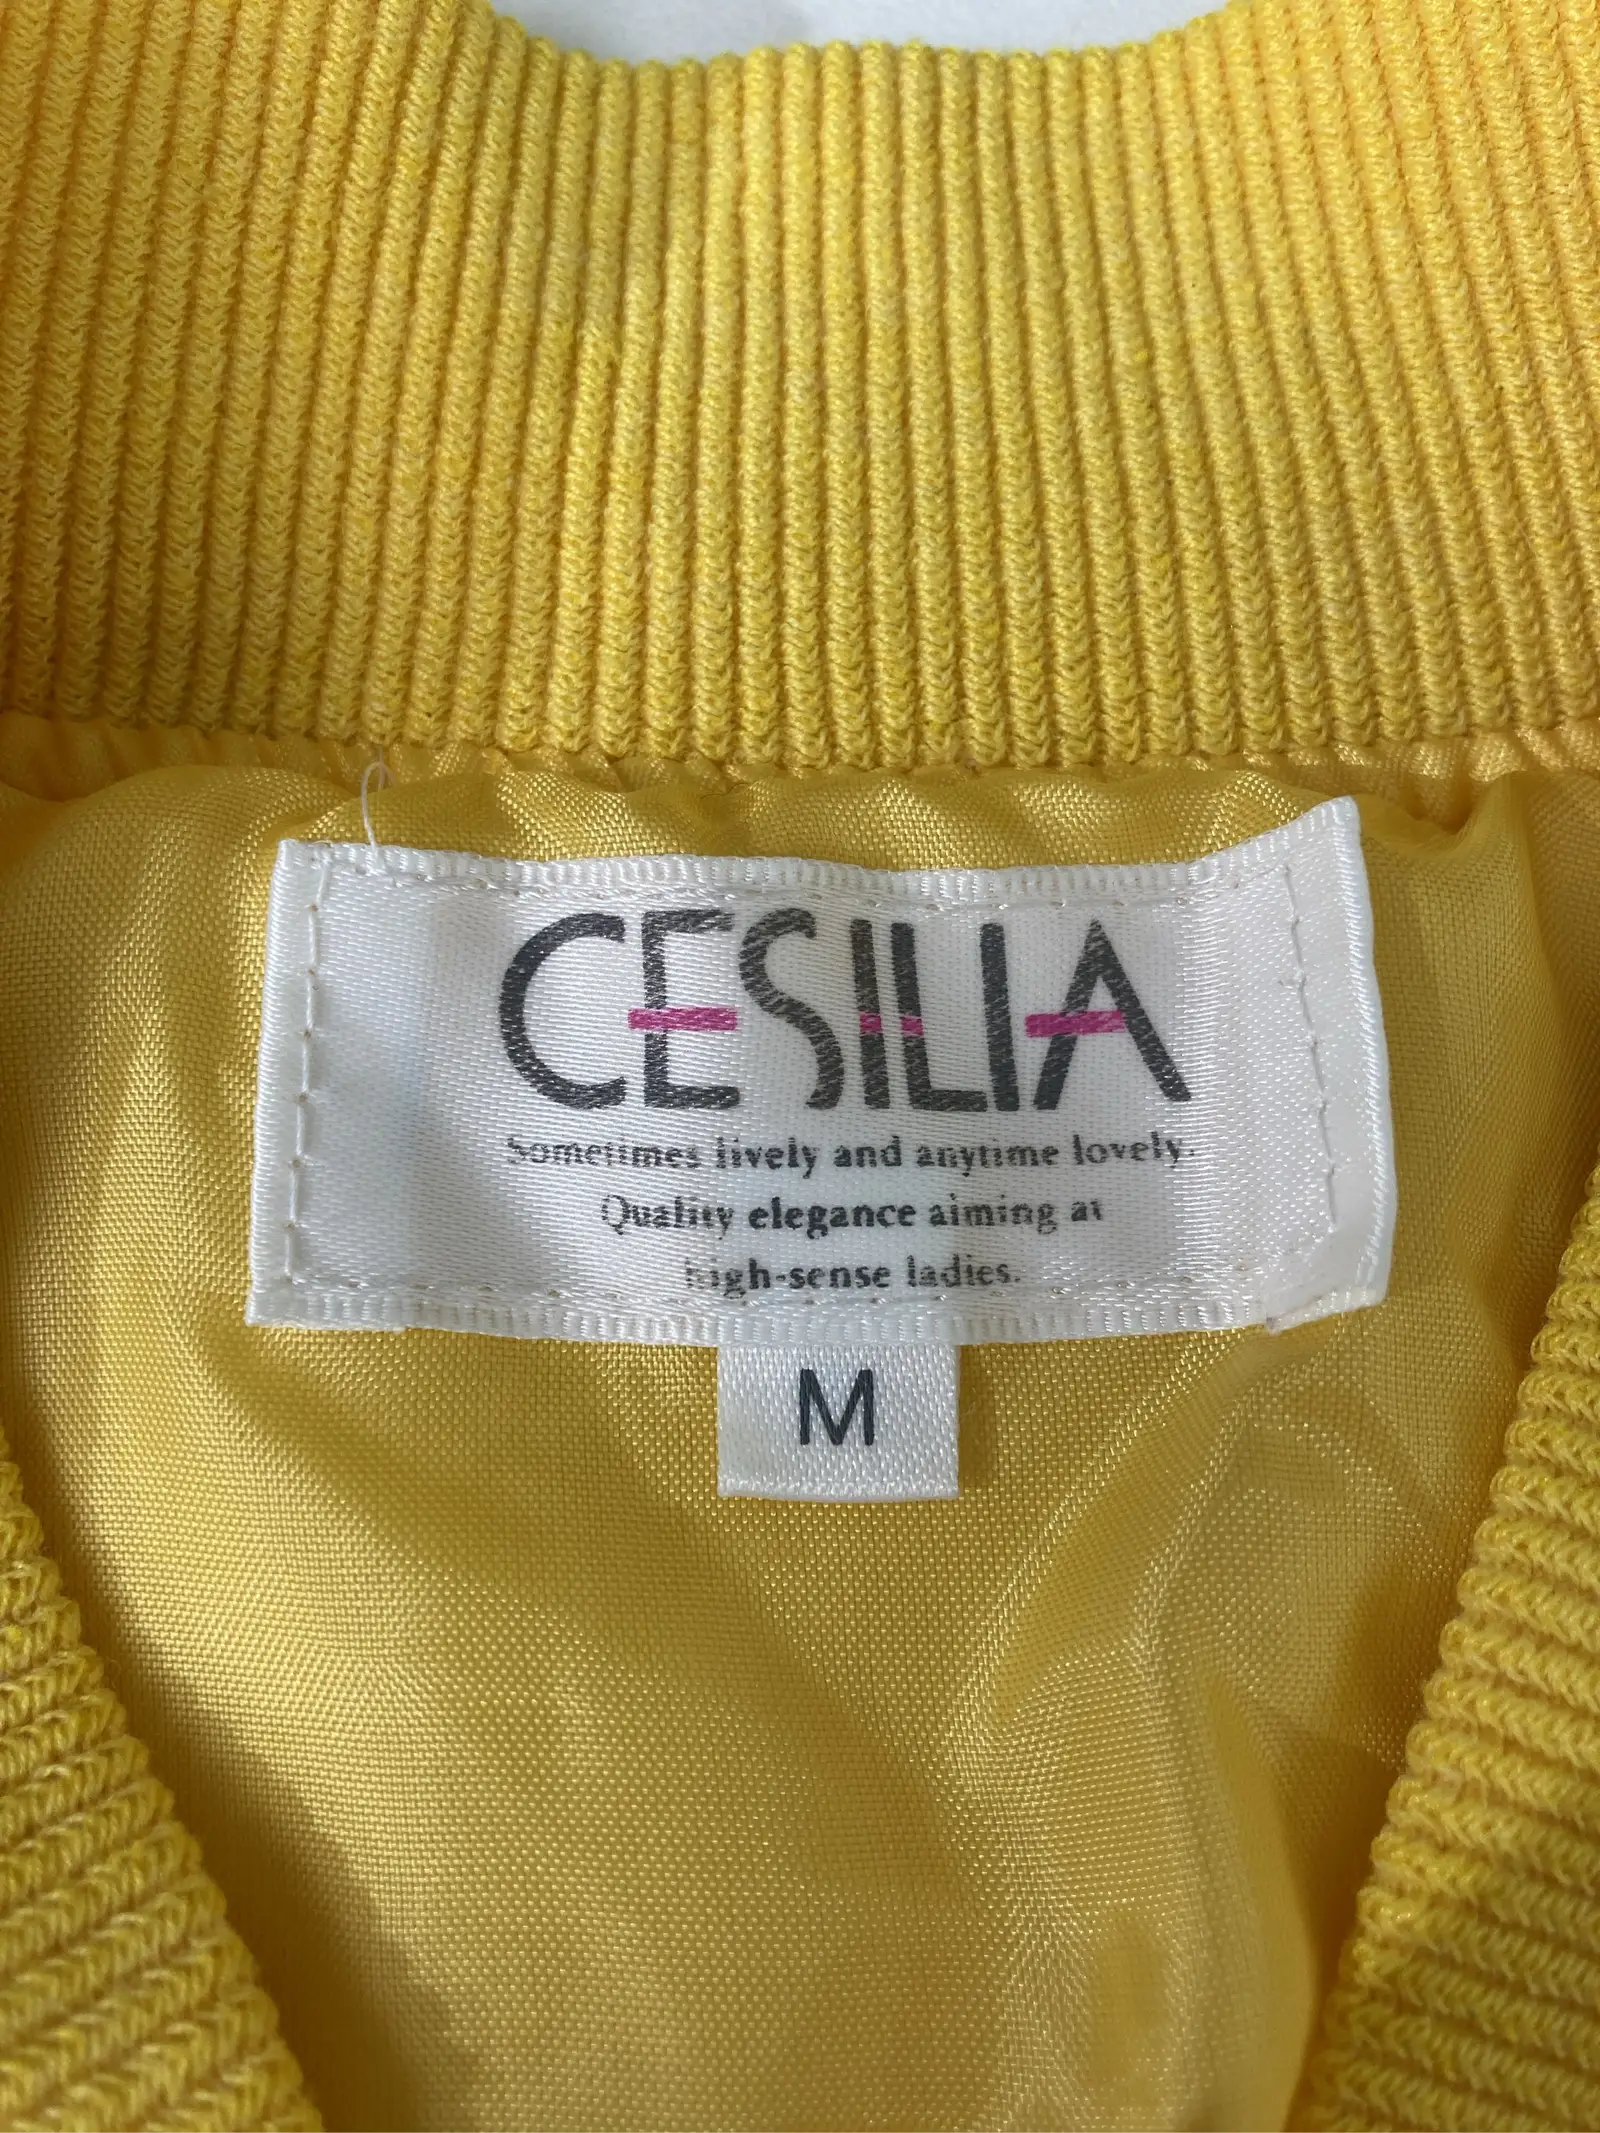 CESILIA
Sometimes lively and anytime lovely.
Quality elegance aiming at
high-sense ladies.
M